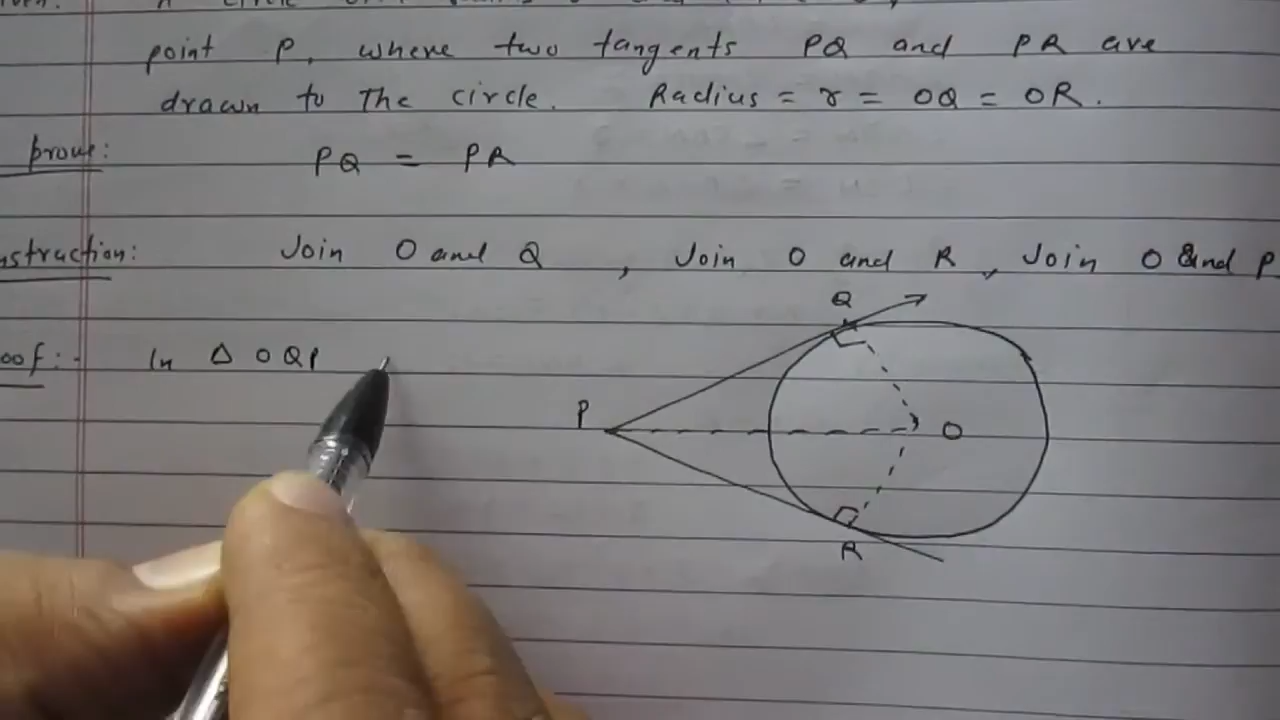 point P, where two tangents PQ and PR are
drawn to The circle. Radius = r = OQ = OR.
prove:
PQ = PR
nstraction: Join O and Q , Join O and R , Join O and P
oof:- In Δ OQP
Q
P
O
R